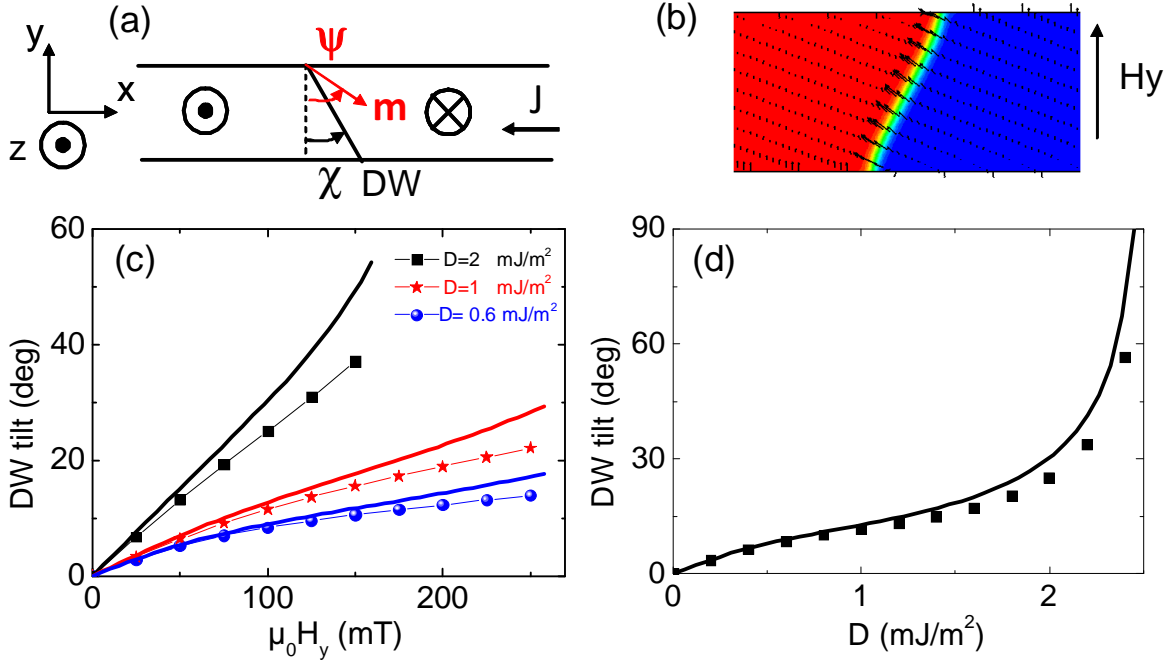 (a)
y
x
z
ψ
m
J
χ
DW
(b)
Hy
(c)
60
40
20
0
DW tilt (deg)
D=2 mJ/m²
D=1 mJ/m²
D= 0.6 mJ/m²
0 100 200
μ₀Hy (mT)
(d)
90
60
30
0
DW tilt (deg)
0 1 2
D (mJ/m²)